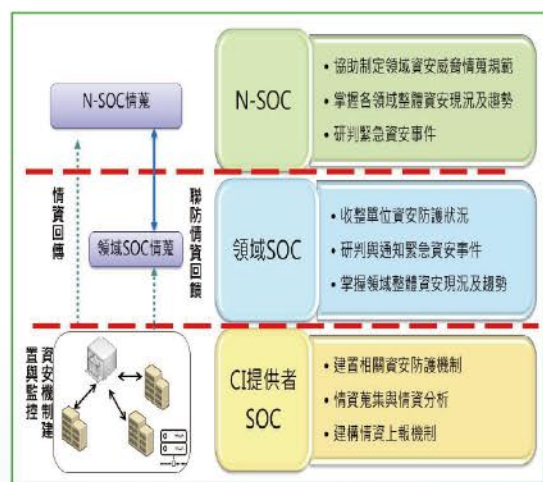 N-SOC情蒐
N-SOC
• 協助制定領域資安威脅情蒐規範
• 掌握各領域整體資安現況及趨勢
• 研判緊急資安事件
情資回傳
聯防情資回饋
領域SOC情蒐
領域SOC
• 收整單位資安防護狀況
• 研判與通知緊急資安事件
• 掌握領域整體資安現況及趨勢
資安機制建
置與監控
CI提供者
SOC
• 建置相關資安防護機制
• 情資蒐集與情資分析
• 建構情資上報機制